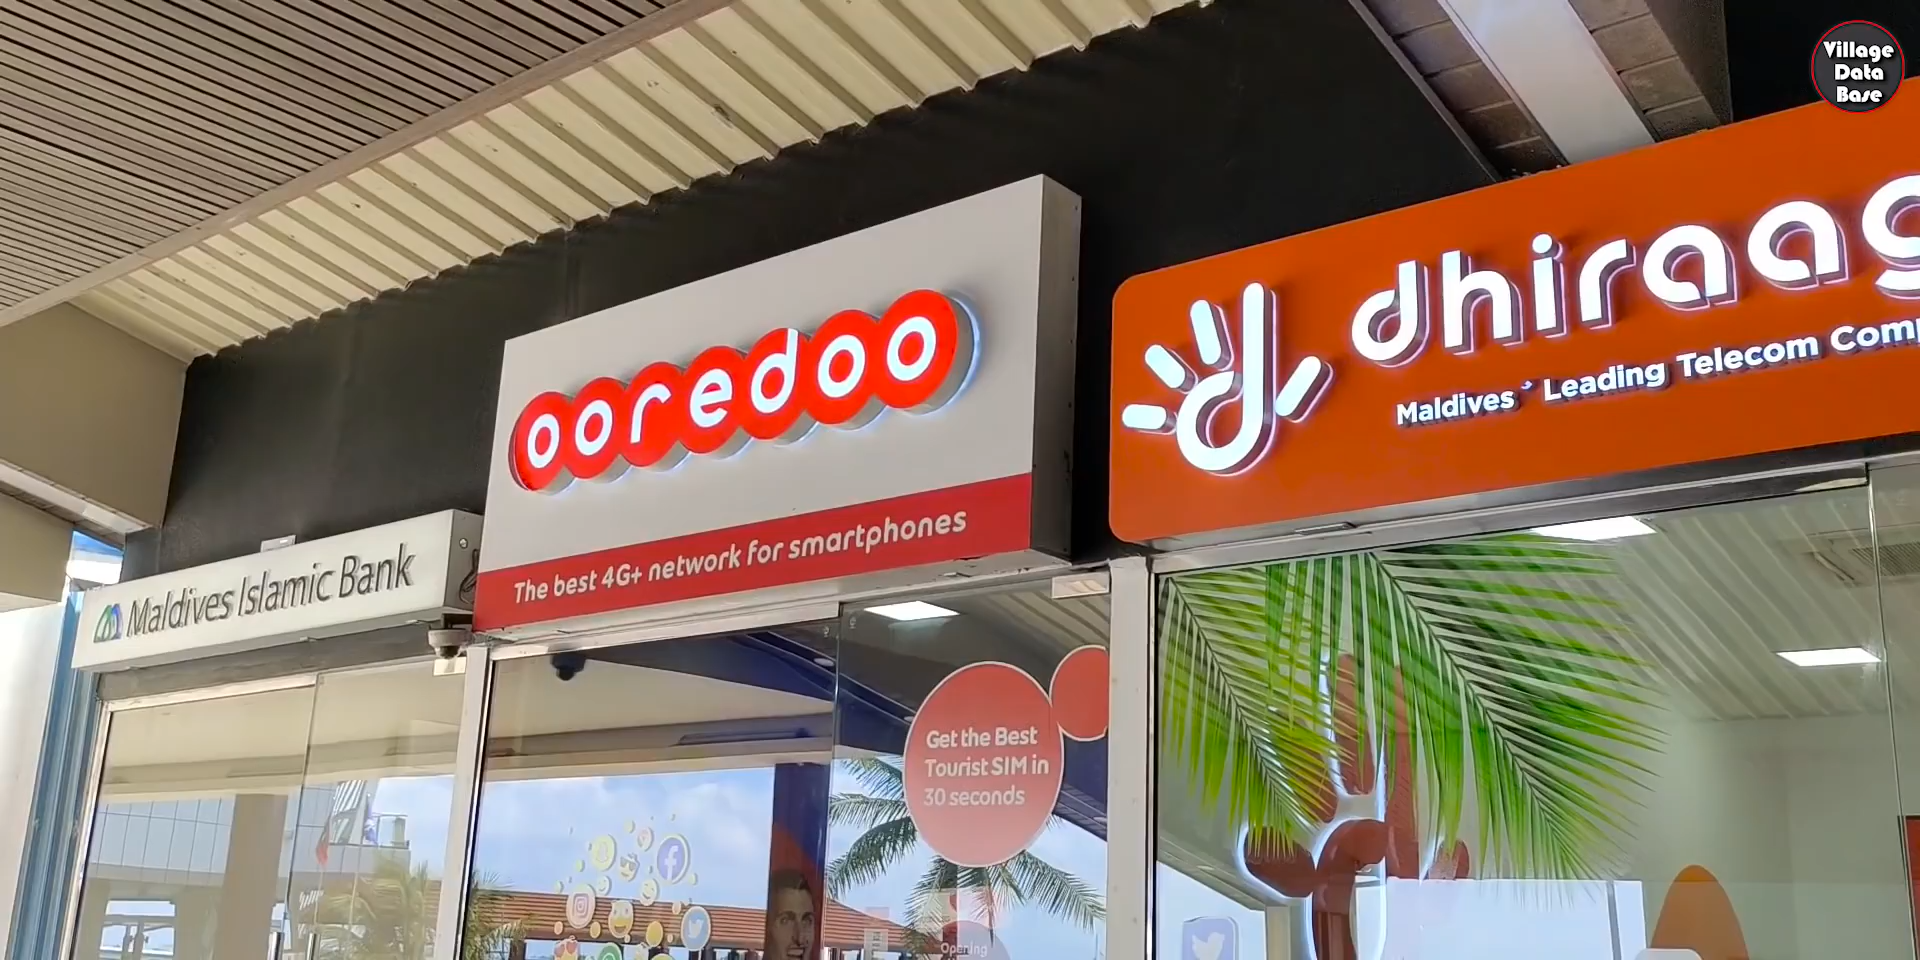 Village
Data
Base
dhiraag
Maldives' Leading Telecom Comp
ooredoo
The best 4G+ network for smartphones
Maldives Islamic Bank
Get the Best
Tourist SIM in
30 seconds
Opening